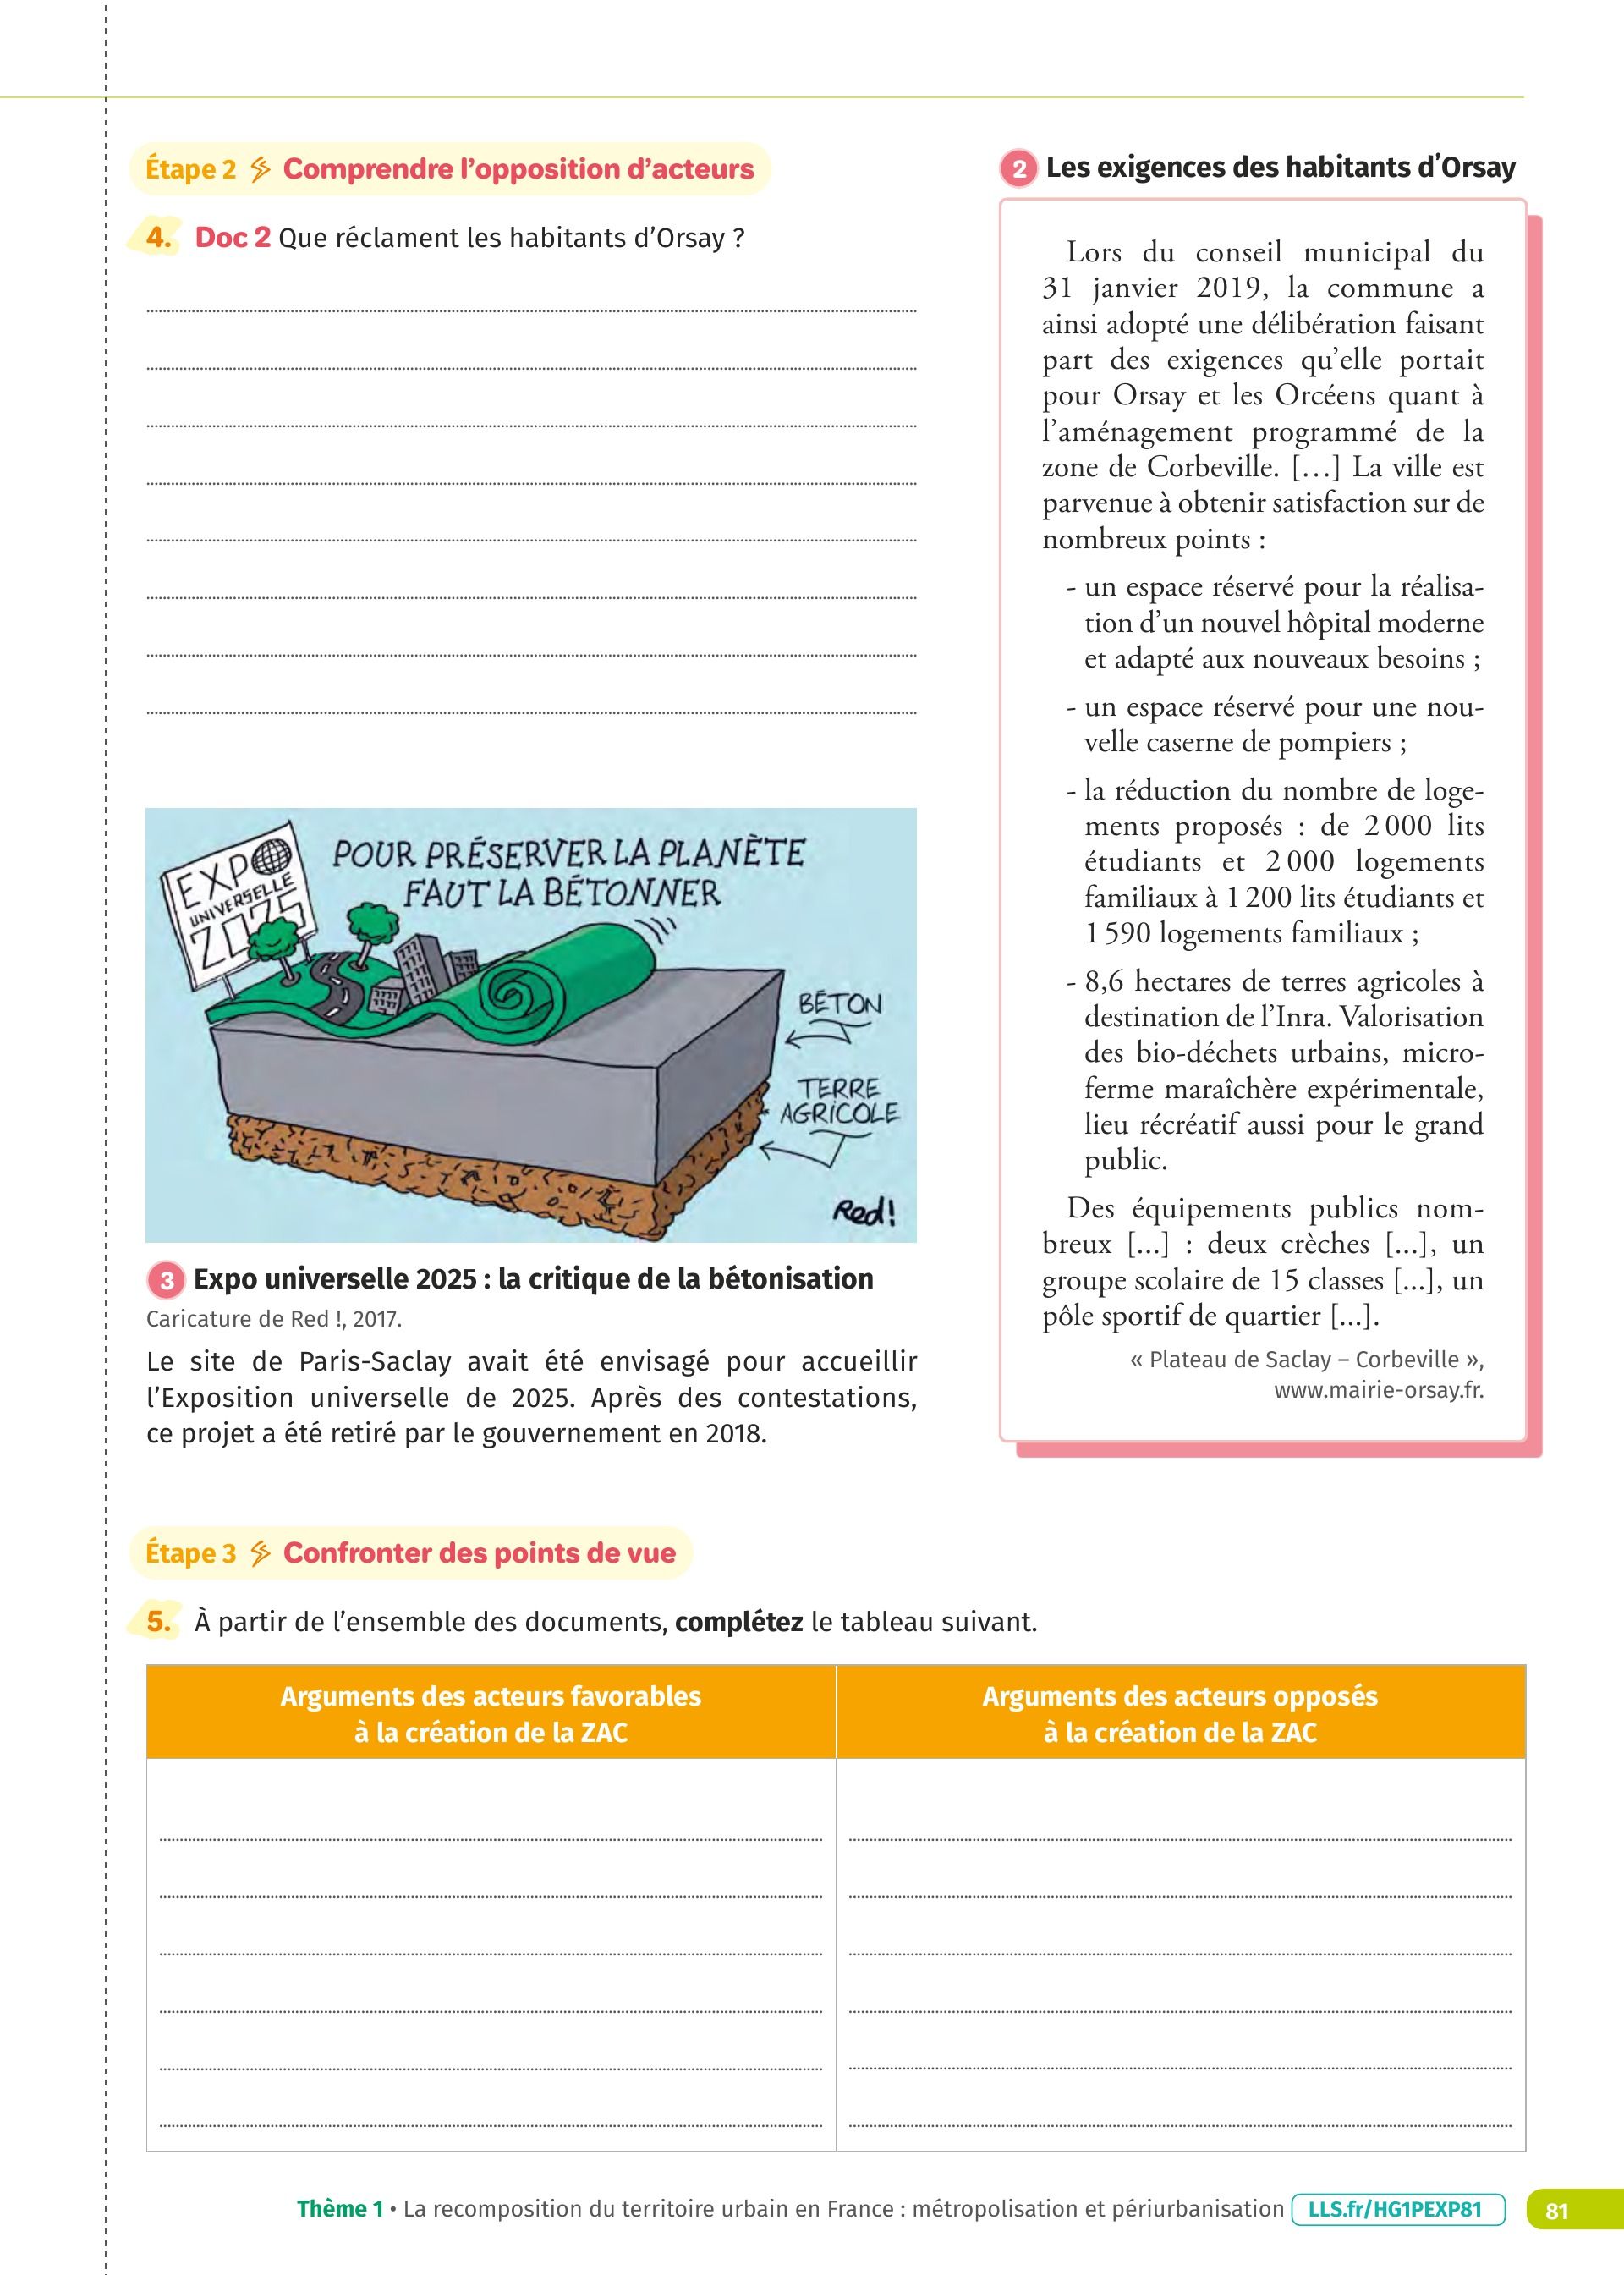 Étape 2 Comprendre l'opposition d'acteurs
4. Doc 2 Que réclament les habitants d'Orsay ?
2 Les exigences des habitants d'Orsay
Lors du conseil municipal du
31 janvier 2019, la commune a
ainsi adopté une délibération faisant
part des exigences qu'elle portait
pour Orsay et les Orcéens quant à
l'aménagement programmé de la
zone de Corbeville. […] La ville est
parvenue à obtenir satisfaction sur de
nombreux points :
- un espace réservé pour la réalisa-
tion d'un nouvel hôpital moderne
et adapté aux nouveaux besoins ;
- un espace réservé pour une nou-
velle caserne de pompiers ;
- la réduction du nombre de loge-
ments proposés : de 2 000 lits
étudiants et 2 000 logements
familiaux à 1 200 lits étudiants et
1 590 logements familiaux ;
- 8,6 hectares de terres agricoles à
destination de l'Inra. Valorisation
des bio-déchets urbains, micro-
ferme maraîchère expérimentale,
lieu récréatif aussi pour le grand
public.
Des équipements publics nom-
breux [...] : deux crèches [...], un
groupe scolaire de 15 classes [...], un
pôle sportif de quartier [...].
« Plateau de Saclay – Corbeville »,
www.mairie-orsay.fr.
EXPO
UNIVERSELLE
2025
POUR PRÉSERVER LA PLANÈTE
FAUT LA BÉTONNER
BÉTON
TERRE
AGRICOLE
Red!
3 Expo universelle 2025 : la critique de la bétonisation
Caricature de Red !, 2017.
Le site de Paris-Saclay avait été envisagé pour accueillir
l'Exposition universelle de 2025. Après des contestations,
ce projet a été retiré par le gouvernement en 2018.
Étape 3 Confronter des points de vue
5. À partir de l'ensemble des documents, complétez le tableau suivant.
Arguments des acteurs favorables
à la création de la ZAC
Arguments des acteurs opposés
à la création de la ZAC
Thème 1 • La recomposition du territoire urbain en France : métropolisation et périurbanisation LLS.fr/HG1PEXP81 81